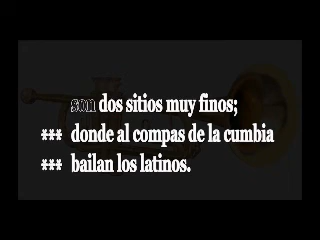 son dos sitios muy finos;
*** donde al compas de la cumbia
*** bailan los latinos.